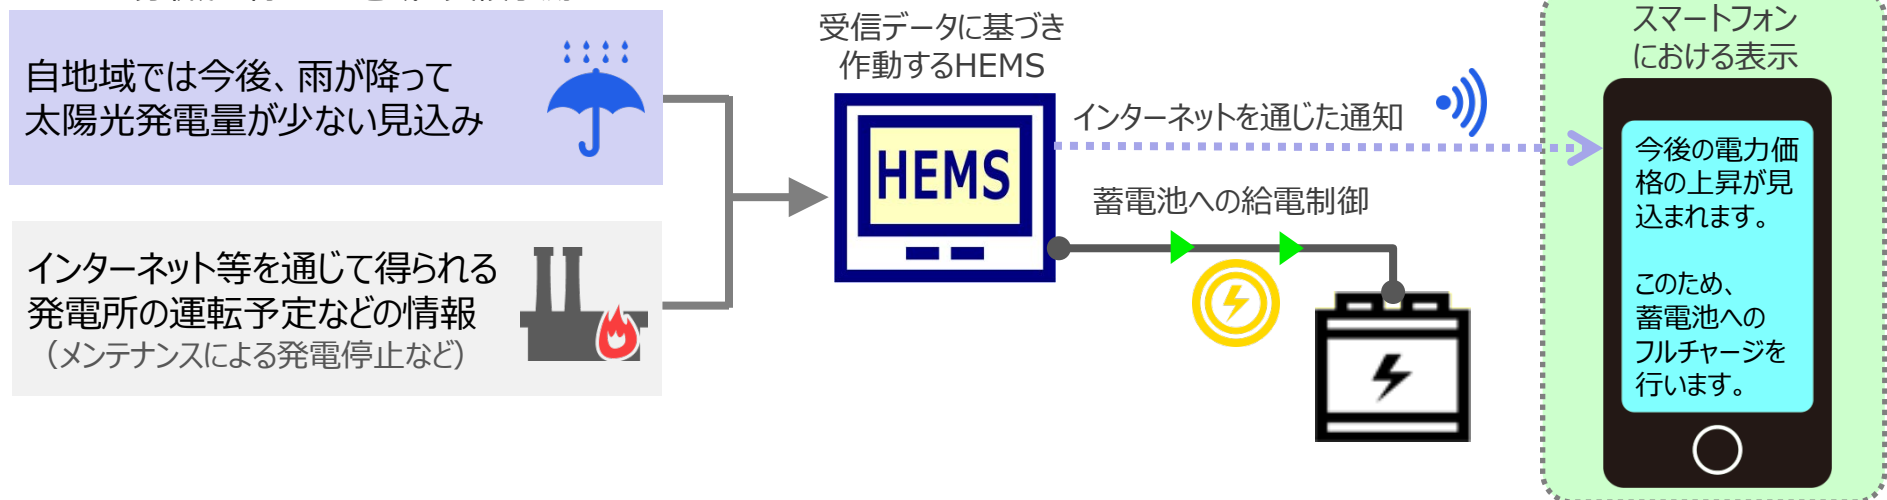 自地域では今後、雨が降って
太陽光発電量が少ない見込み
インターネット等を通じて得られる
発電所の運転予定などの情報
（メンテナンスによる発電停止など）
受信データに基づき
作動するHEMS
HEMS
インターネットを通じた通知
蓄電池への給電制御
スマートフォン
における表示
今後の電力価
格の上昇が見
込まれます。
このため、
蓄電池への
フルチャージを
行います。